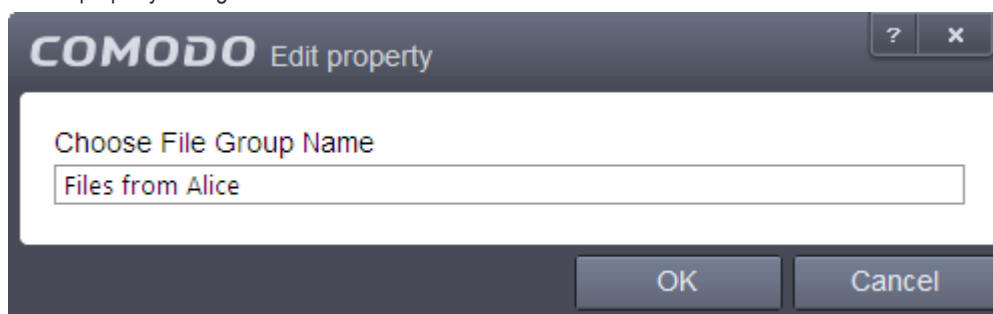 COMODO Edit property
? ×
Choose File Group Name
Files from Alice
OK Cancel